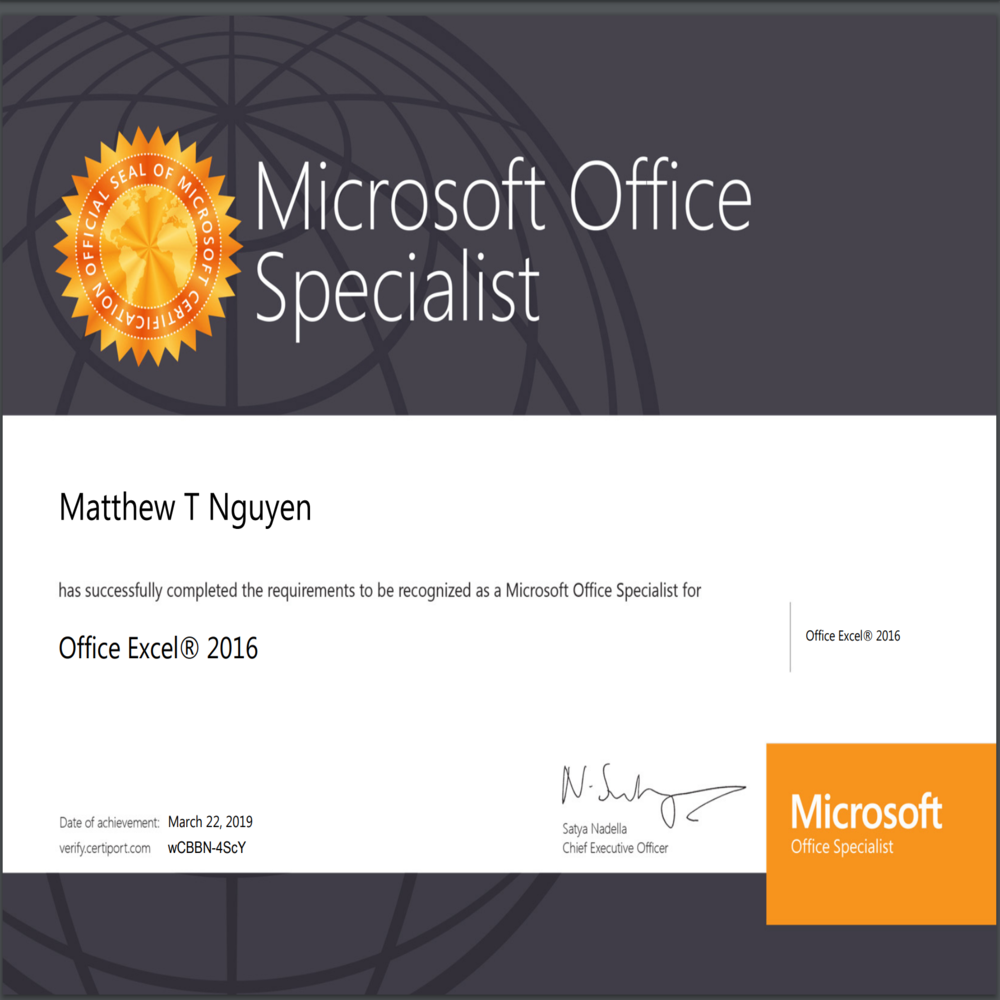 OFFICIAL SEAL OF MICROSOFT CERTIFICATION
Microsoft Office
Specialist
Matthew T Nguyen
has successfully completed the requirements to be recognized as a Microsoft Office Specialist for
Office Excel® 2016
Office Excel® 2016
Date of achievement: March 22, 2019
verify.certiport.com wCBBN-4ScY
Satya Nadella
Chief Executive Officer
Microsoft
Office Specialist